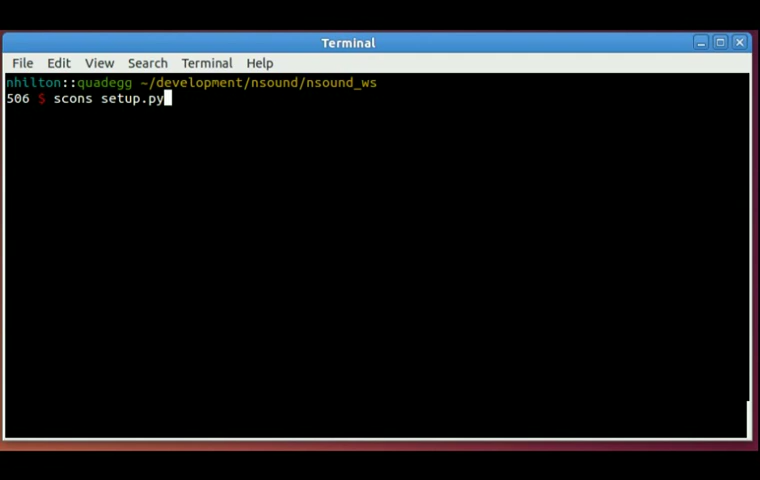 Terminal
File Edit View Search Terminal Help
nhilton::quadegg ~/development/nsound/nsound_ws
506 $ scons setup.py